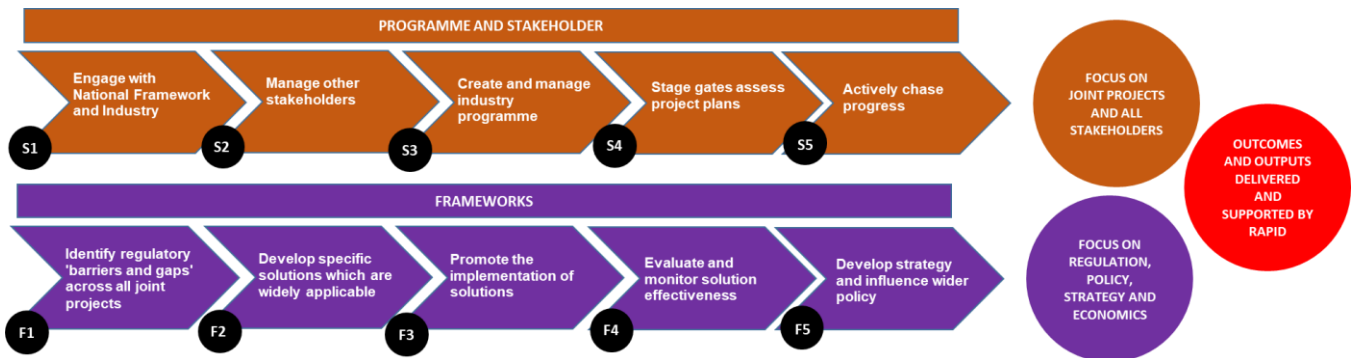 PROGRAMME AND STAKEHOLDER
Engage with
National Framework
and Industry
S1
Manage other
stakeholders
S2
Create and manage
industry
programme
S3
Stage gates assess
project plans
S4
Actively chase
progress
S5
FOCUS ON
JOINT PROJECTS
AND ALL
STAKEHOLDERS
FRAMEWORKS
Identify regulatory
'barriers and gaps'
across all joint
projects
F1
Develop specific
solutions which are
widely applicable
F2
Promote the
implementation of
solutions
F3
Evaluate and
monitor solution
effectiveness
F4
Develop strategy
and influence wider
policy
F5
FOCUS ON
REGULATION,
POLICY,
STRATEGY AND
ECONOMICS
OUTCOMES
AND OUTPUTS
DELIVERED
AND
SUPPORTED BY
RAPID